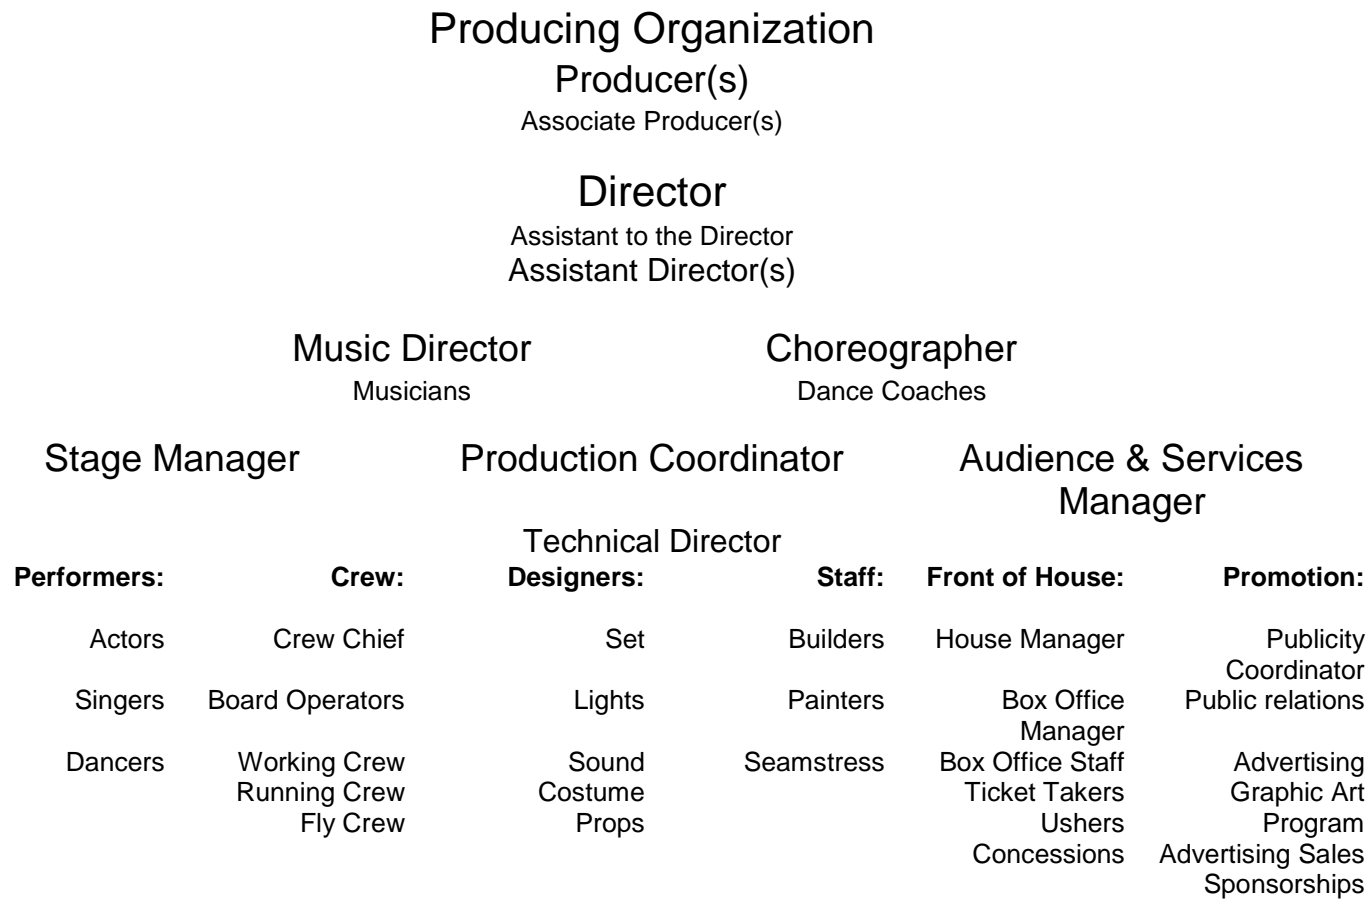 Producing Organization
Producer(s)
Associate Producer(s)
Director
Assistant to the Director
Assistant Director(s)
Music Director Choreographer
Musicians Dance Coaches
Stage Manager Production Coordinator Audience & Services
Manager
Technical Director
Performers: Crew: Designers: Staff: Front of House: Promotion:
Actors Crew Chief Set Builders House Manager Publicity
Coordinator
Singers Board Operators Lights Painters Box Office Public relations
Manager
Dancers Working Crew Sound Seamstress Box Office Staff Advertising
Running Crew Costume Ticket Takers Graphic Art
Fly Crew Props Ushers Program
Concessions Advertising Sales
Sponsorships